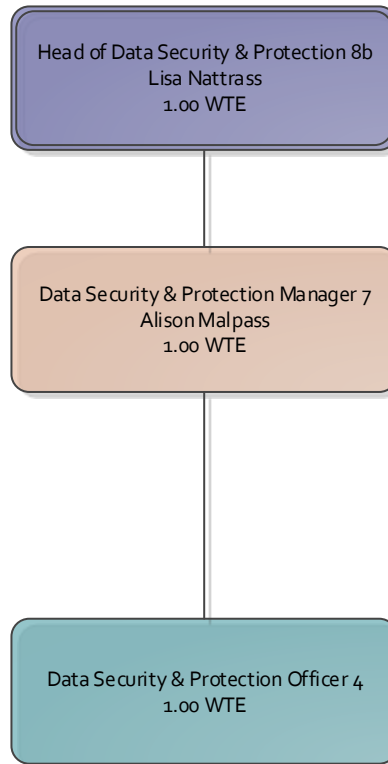 Head of Data Security & Protection 8b
Lisa Nattrass
1.00 WTE
Data Security & Protection Manager 7
Alison Malpass
1.00 WTE
Data Security & Protection Officer 4
1.00 WTE